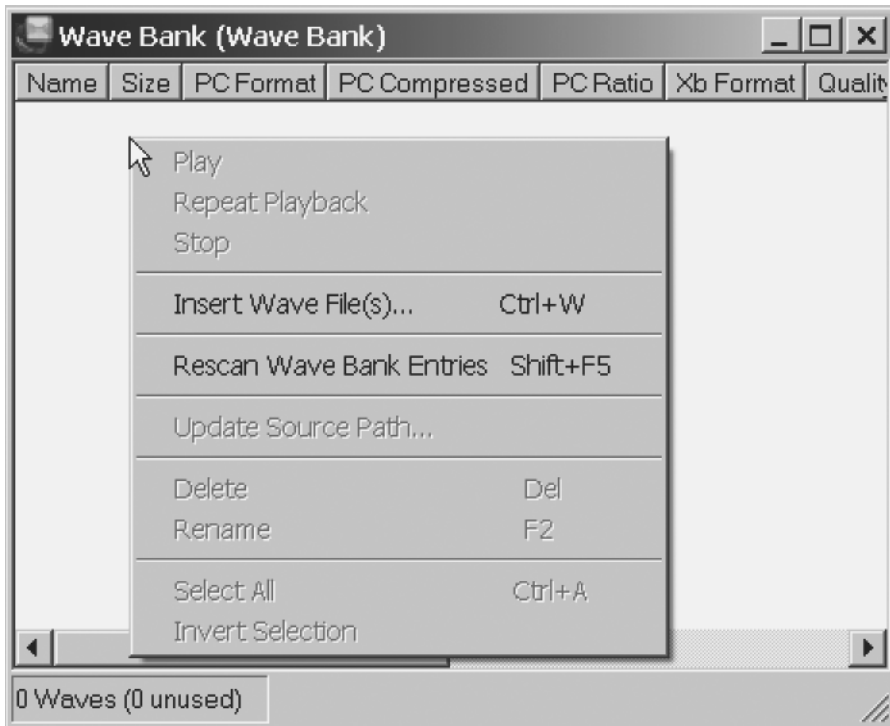 Wave Bank (Wave Bank)
Name Size PC Format PC Compressed PC Ratio Xb Format Qualit
Play
Repeat Playback
Stop
Insert Wave File(s)... Ctrl+W
Rescan Wave Bank Entries Shift+F5
Update Source Path...
Delete Del
Rename F2
Select All Ctrl+A
Invert Selection
0 Waves (0 unused)